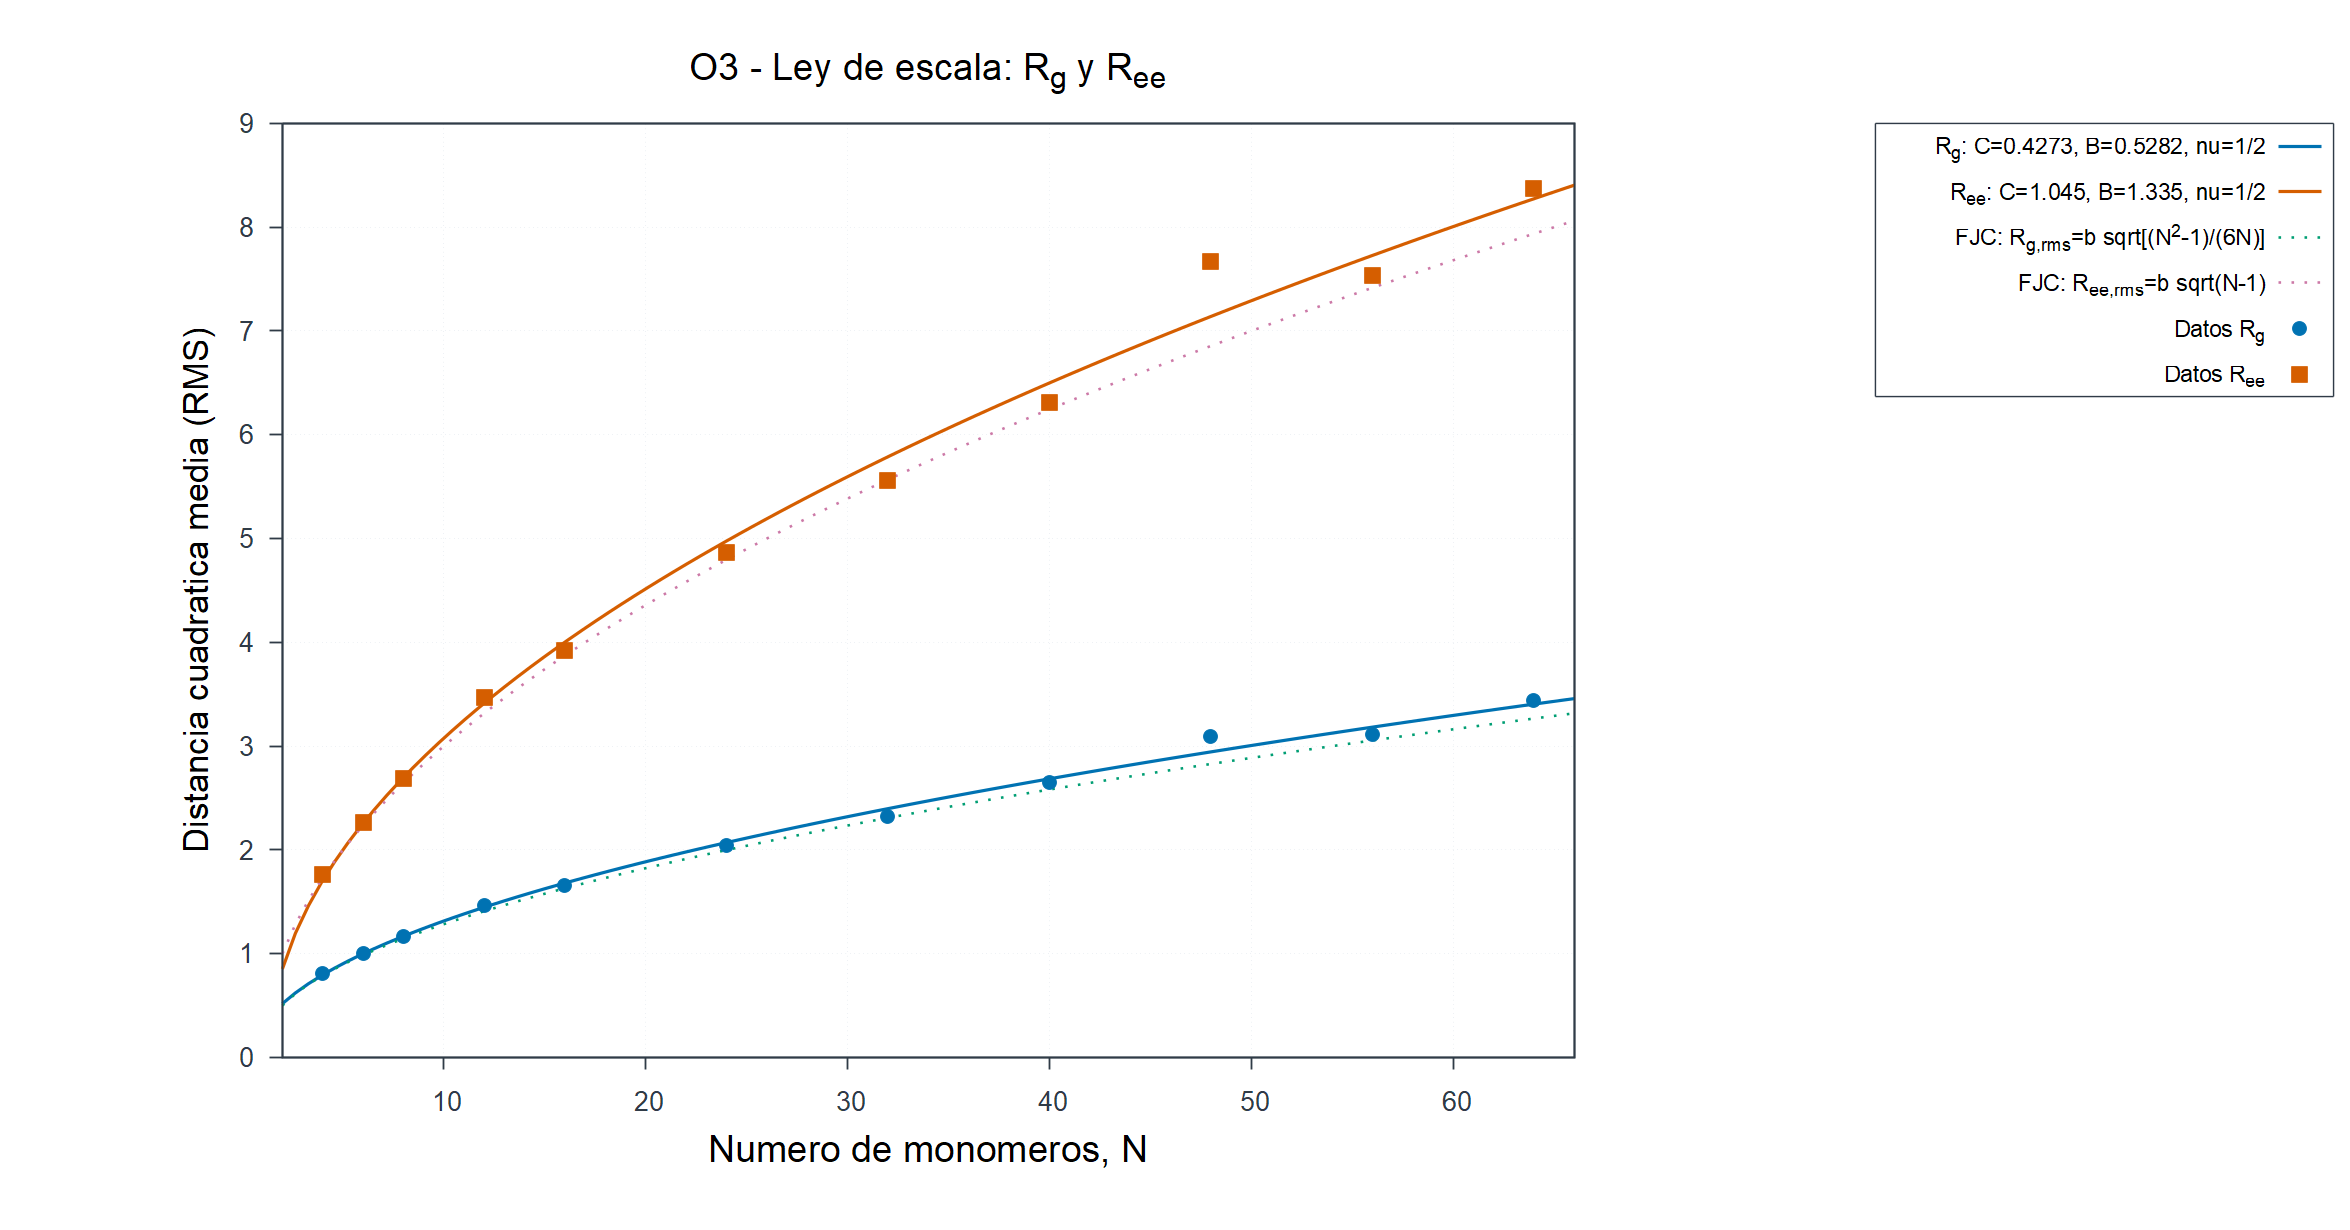 O3 - Ley de escala: Rg y Ree
9
8
7
6
5
4
3
2
1
0
Distancia cuadratica media (RMS)
10 20 30 40 50 60
Numero de monomeros, N
Rg: C=0.4273, B=0.5282, nu=1/2
Ree: C=1.045, B=1.335, nu=1/2
FJC: Rg,rms=b sqrt[(N2-1)/(6N)]
FJC: Ree,rms=b sqrt(N-1)
Datos Rg
Datos Ree